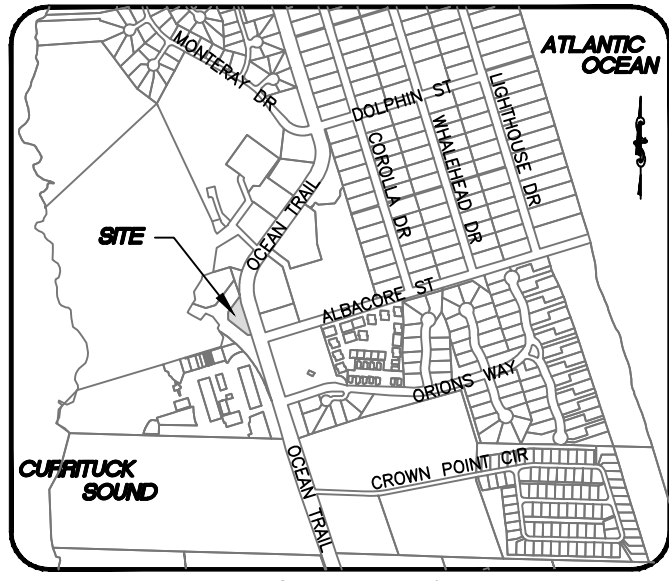 ATLANTIC
OCEAN
MONTERAY DR
DOLPHIN ST
LIGHTHOUSE DR
WHALEHEAD DR
COROLLA DR
OCEAN TRAIL
SITE
ALBACORE ST
ORIONS WAY
CURRITUCK
SOUND
OCEAN TRAIL
CROWN POINT CIR